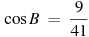 cos B = 9/41